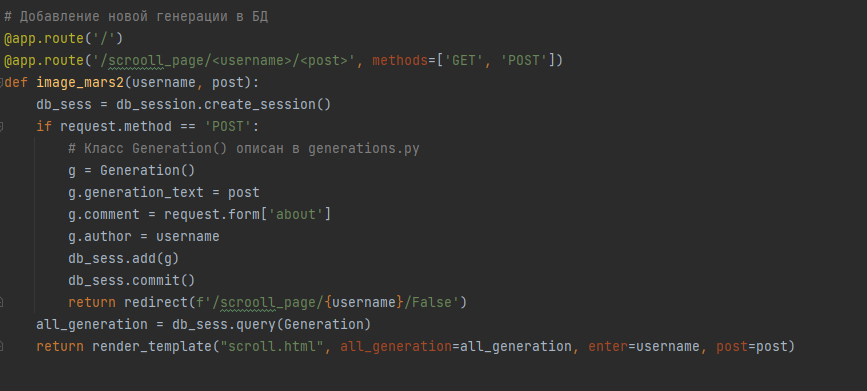 # Добавление новой генерации в БД
@app.route('/')
@app.route('/scrooll_page/<username>/<post>', methods=['GET', 'POST'])
def image_mars2(username, post):
    db_sess = db_session.create_session()
    if request.method == 'POST':
        # Класс Generation() описан в generations.py
        g = Generation()
        g.generation_text = post
        g.comment = request.form['about']
        g.author = username
        db_sess.add(g)
        db_sess.commit()
        return redirect(f'/scrooll_page/{username}/False')
    all_generation = db_sess.query(Generation)
    return render_template("scroll.html", all_generation=all_generation, enter=username, post=post)